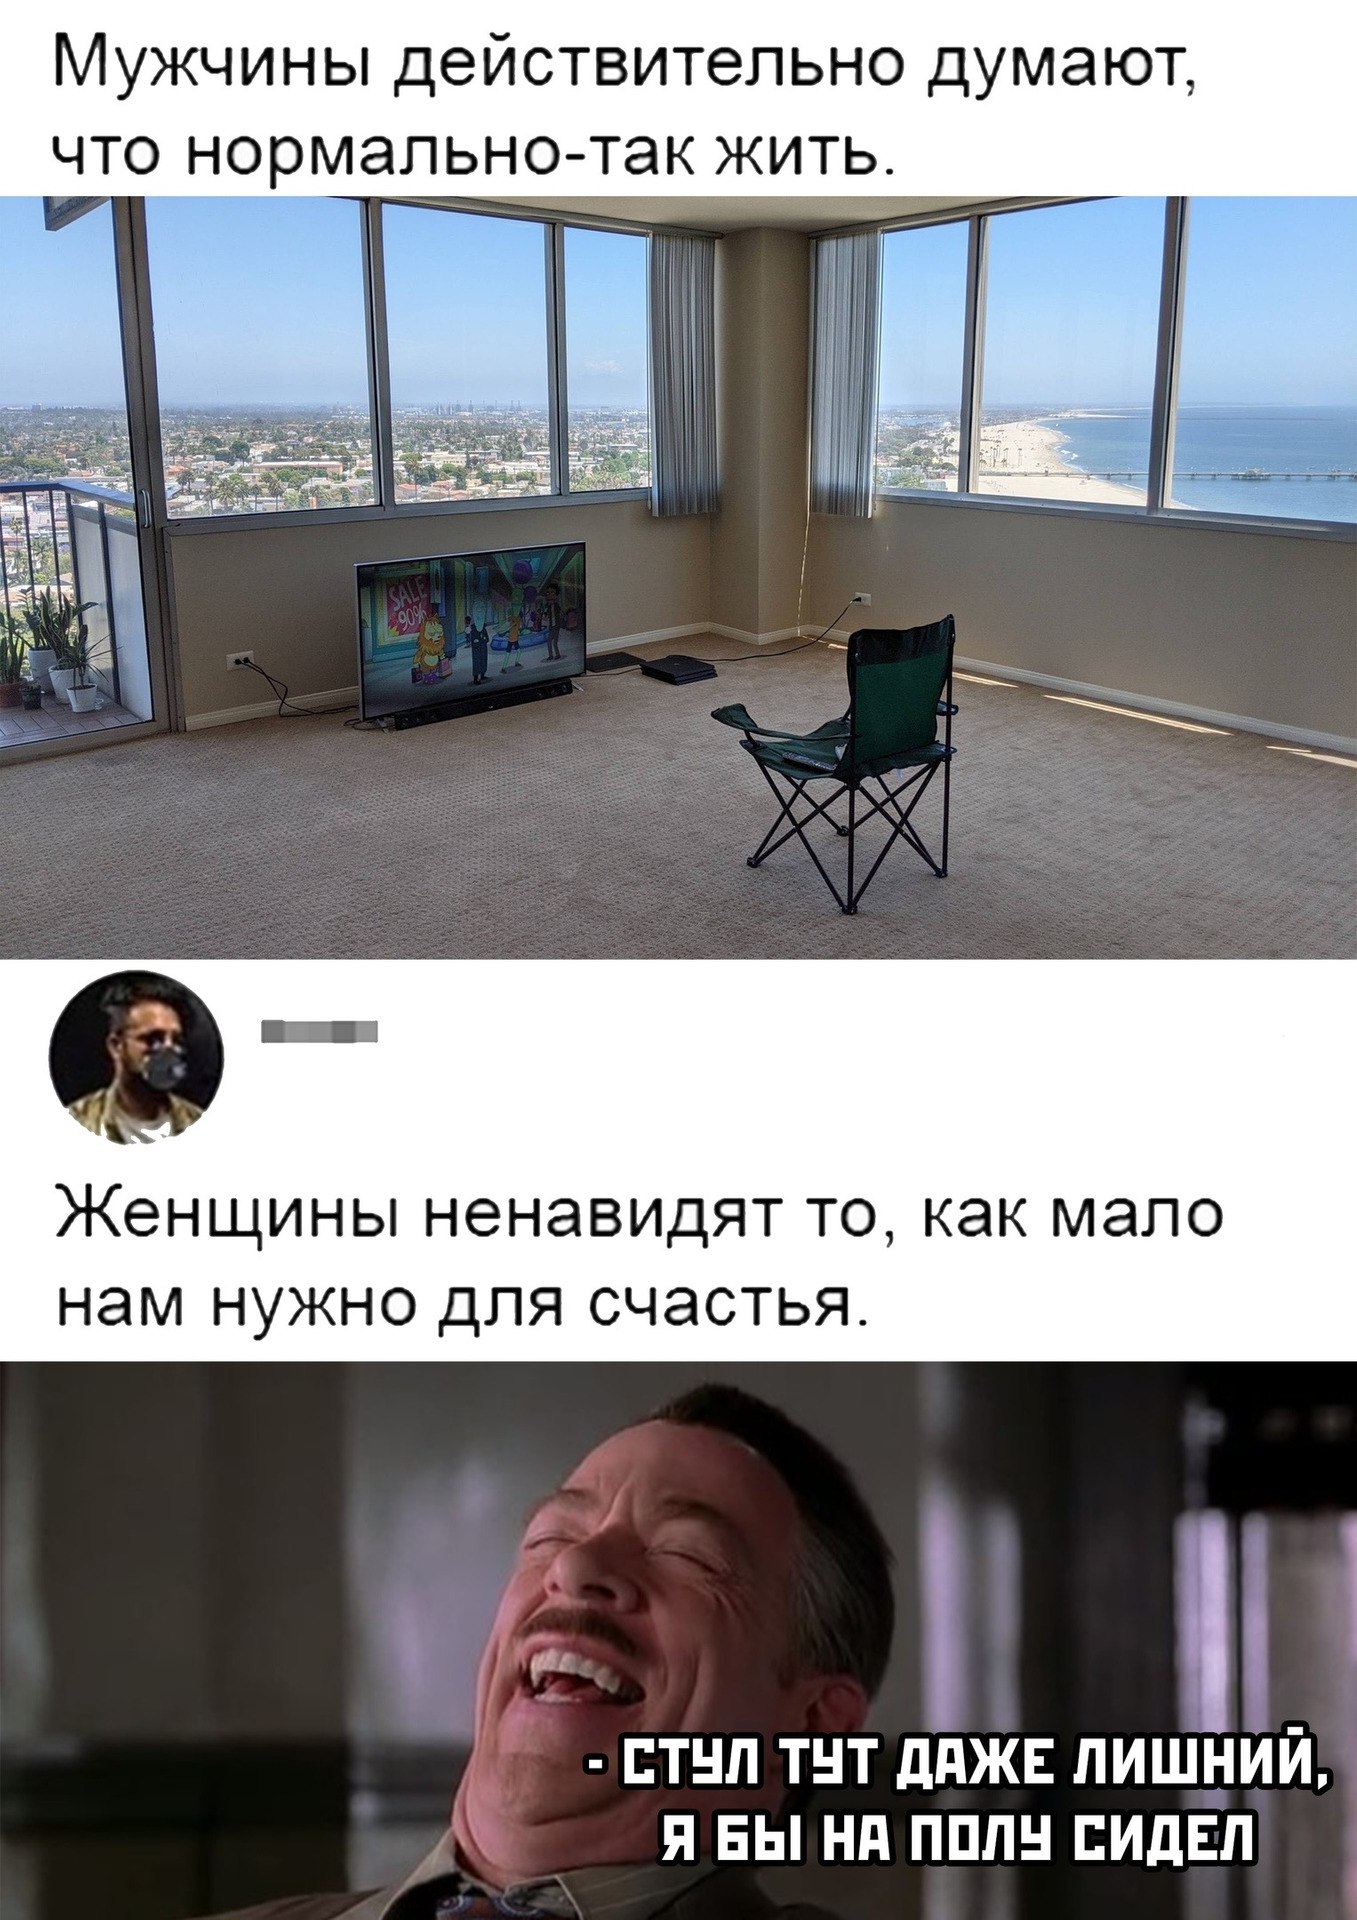 Мужчины действительно думают,
что нормально-так жить.
SALE
90%
Женщины ненавидят то, как мало
нам нужно для счастья.
- СТУЛ ТУТ ДАЖЕ ЛИШНИЙ,
Я БЫ НА ПОЛУ СИДЕЛ